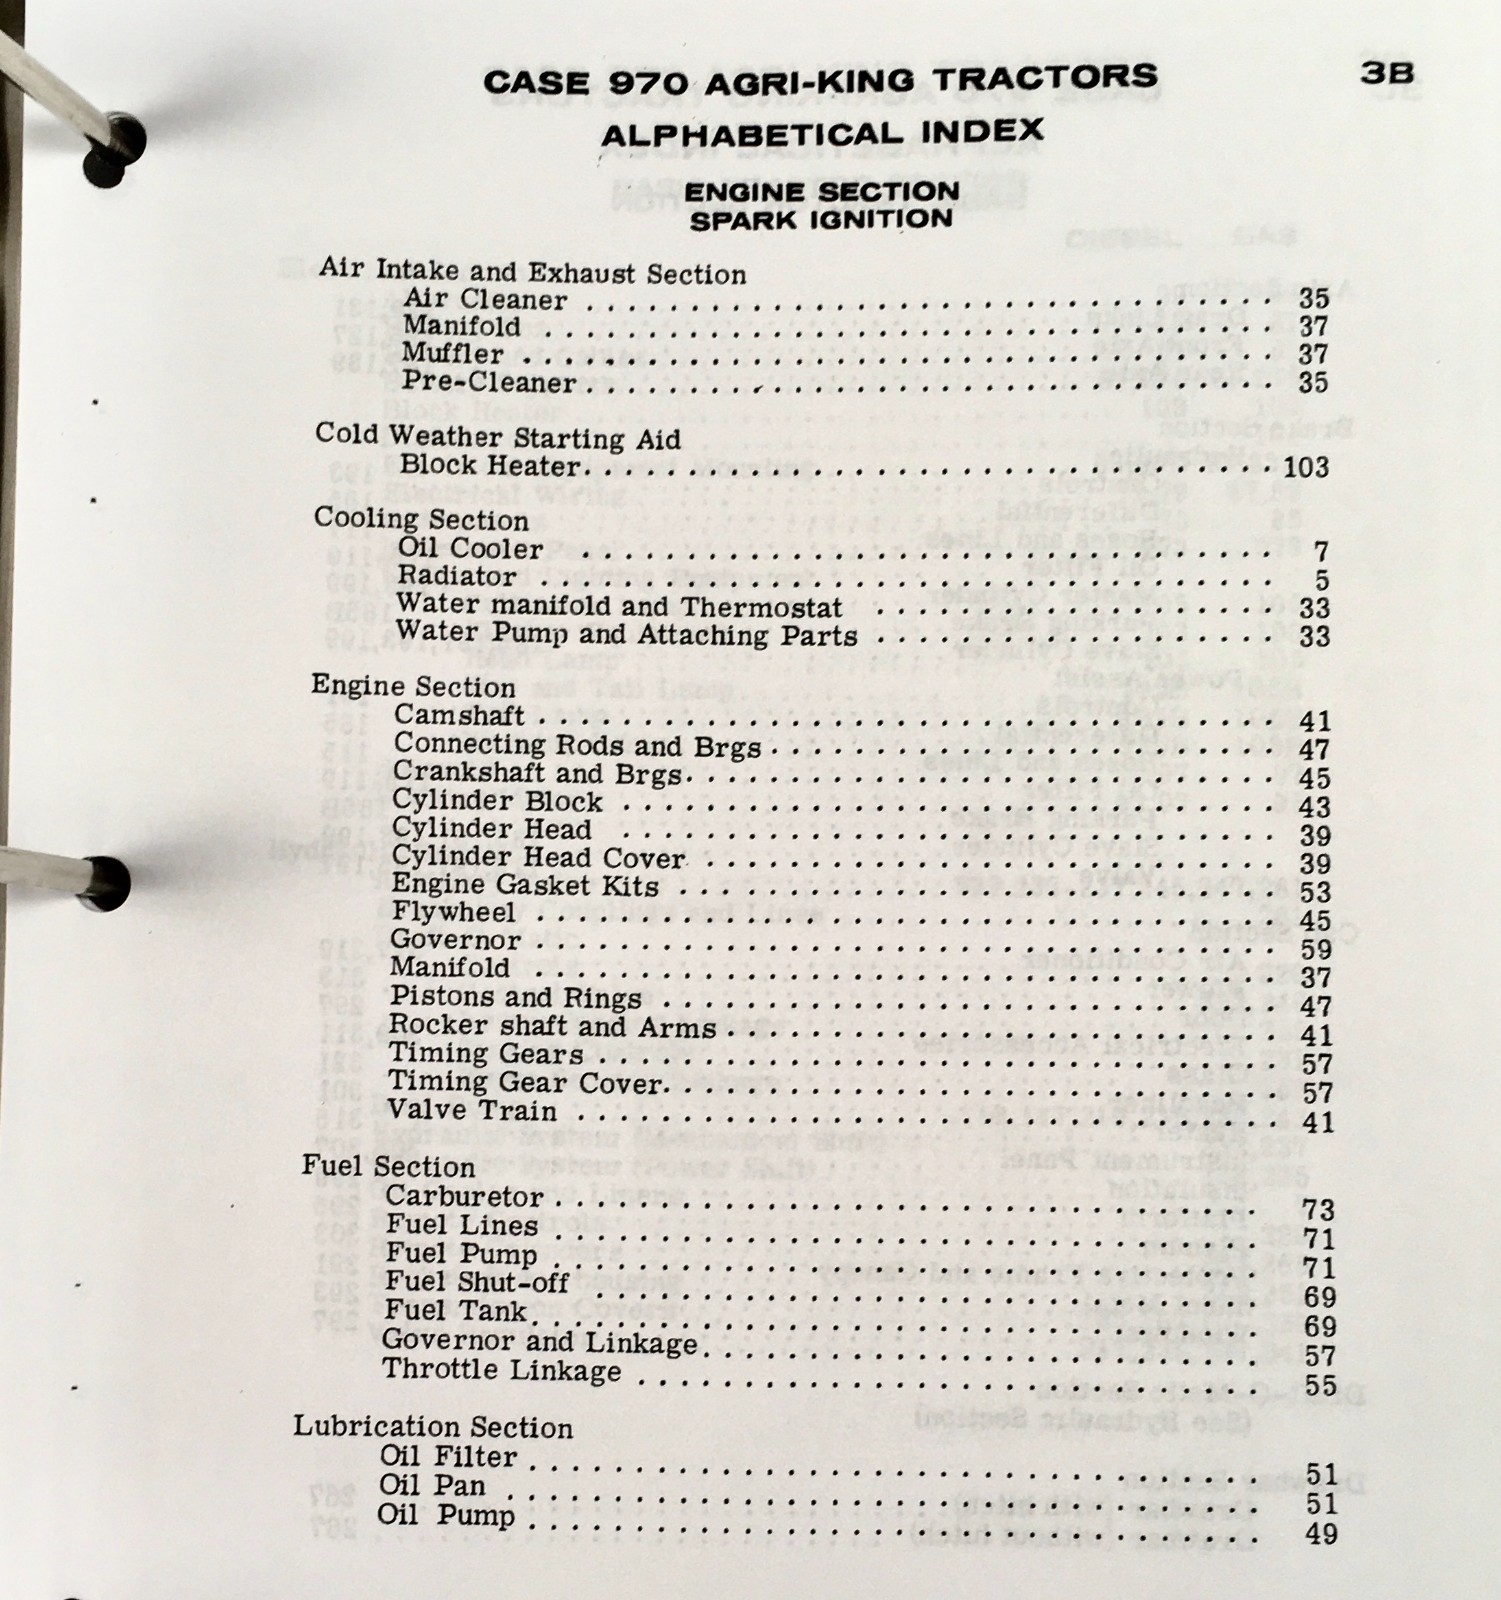 CASE 970 AGRI-KING TRACTORS 3B
ALPHABETICAL INDEX
ENGINE SECTION
SPARK IGNITION
Air Intake and Exhaust Section
Air Cleaner . . . . . . . . . . 35
Manifold . . . . . . . . . . 37
Muffler . . . . . . . . . . 37
Pre-Cleaner . . . . . . . . . . 35
Cold Weather Starting Aid
Block Heater . . . . . . . . . . 103
Cooling Section
Oil Cooler . . . . . . . . . . 7
Radiator . . . . . . . . . . 5
Water manifold and Thermostat . . . . . . . . . . 33
Water Pump and Attaching Parts . . . . . . . . . . 33
Engine Section
Camshaft . . . . . . . . . . 41
Connecting Rods and Brgs . . . . . . . . . . 47
Crankshaft and Brgs . . . . . . . . . . 45
Cylinder Block . . . . . . . . . . 43
Cylinder Head . . . . . . . . . . 39
Cylinder Head Cover . . . . . . . . . . 39
Engine Gasket Kits . . . . . . . . . . 53
Flywheel . . . . . . . . . . 45
Governor . . . . . . . . . . 59
Manifold . . . . . . . . . . 37
Pistons and Rings . . . . . . . . . . 47
Rocker shaft and Arms . . . . . . . . . . 41
Timing Gears . . . . . . . . . . 57
Timing Gear Cover . . . . . . . . . . 57
Valve Train . . . . . . . . . . 41
Fuel Section
Carburetor . . . . . . . . . . 73
Fuel Lines . . . . . . . . . . 71
Fuel Pump . . . . . . . . . . 71
Fuel Shut-off . . . . . . . . . . 69
Fuel Tank . . . . . . . . . . 69
Governor and Linkage . . . . . . . . . . 57
Throttle Linkage . . . . . . . . . . 55
Lubrication Section
Oil Filter . . . . . . . . . . 51
Oil Pan . . . . . . . . . . 51
Oil Pump . . . . . . . . . . 49